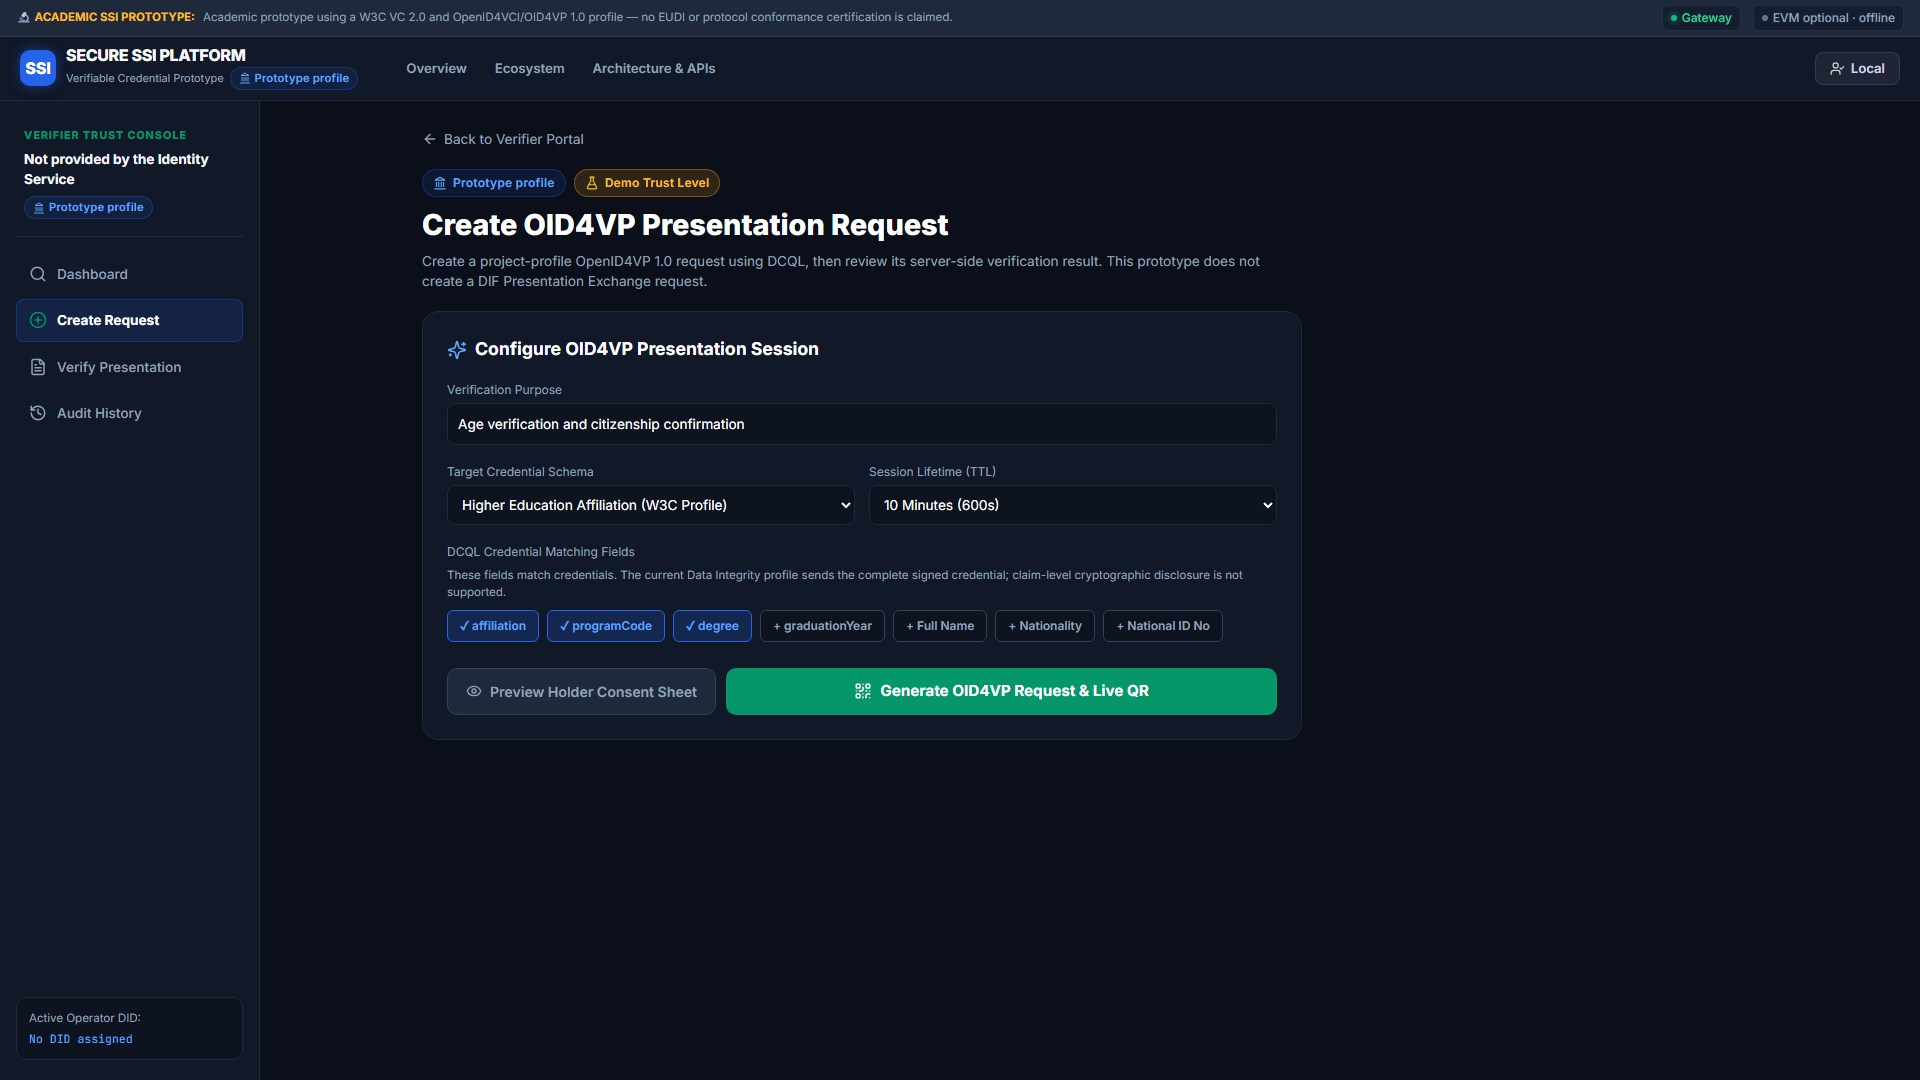 ACADEMIC SSI PROTOTYPE: Academic prototype using a W3C VC 2.0 and OpenID4VCI/OID4VP 1.0 profile — no EUDI or protocol conformance certification is claimed.
Gateway
EVM optional · offline
SSI
SECURE SSI PLATFORM
Verifiable Credential Prototype
Prototype profile
Overview
Ecosystem
Architecture & APIs
Local
VERIFIER TRUST CONSOLE
Not provided by the Identity
Service
Prototype profile
Dashboard
Create Request
Verify Presentation
Audit History
Active Operator DID:
No DID assigned
← Back to Verifier Portal
Prototype profile
Demo Trust Level
Create OID4VP Presentation Request
Create a project-profile OpenID4VP 1.0 request using DCQL, then review its server-side verification result. This prototype does not
create a DIF Presentation Exchange request.
Configure OID4VP Presentation Session
Verification Purpose
Age verification and citizenship confirmation
Target Credential Schema
Higher Education Affiliation (W3C Profile)
Session Lifetime (TTL)
10 Minutes (600s)
DCQL Credential Matching Fields
These fields match credentials. The current Data Integrity profile sends the complete signed credential; claim-level cryptographic disclosure is not
supported.
✓ affiliation
✓ programCode
✓ degree
+ graduationYear
+ Full Name
+ Nationality
+ National ID No
Preview Holder Consent Sheet
Generate OID4VP Request & Live QR